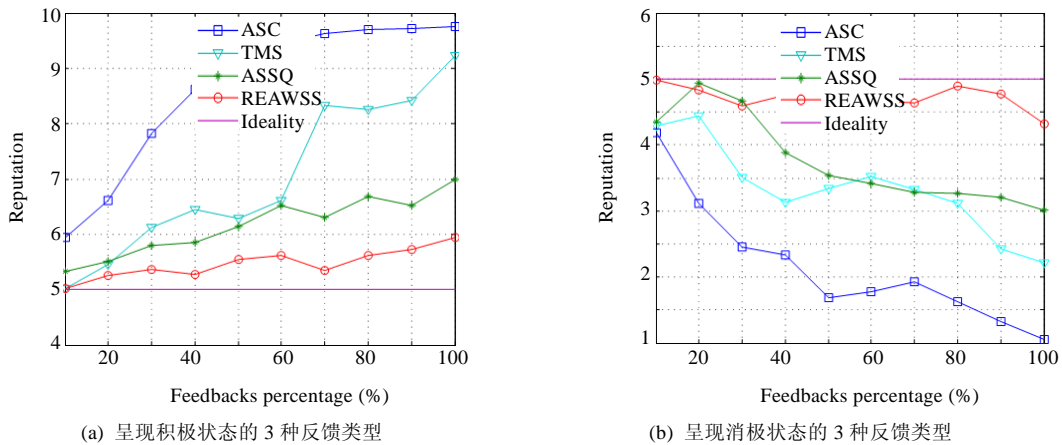 10
9
8
7
6
5
4
Reputation
ASC
TMS
ASSQ
REAWSS
Ideality
20
40
60
80
100
Feedbacks percentage (%)
(a) 呈现积极状态的 3 种反馈类型
6
5
4
3
2
1
Reputation
ASC
TMS
ASSQ
REAWSS
Ideality
20
40
60
80
100
Feedbacks percentage (%)
(b) 呈现消极状态的 3 种反馈类型